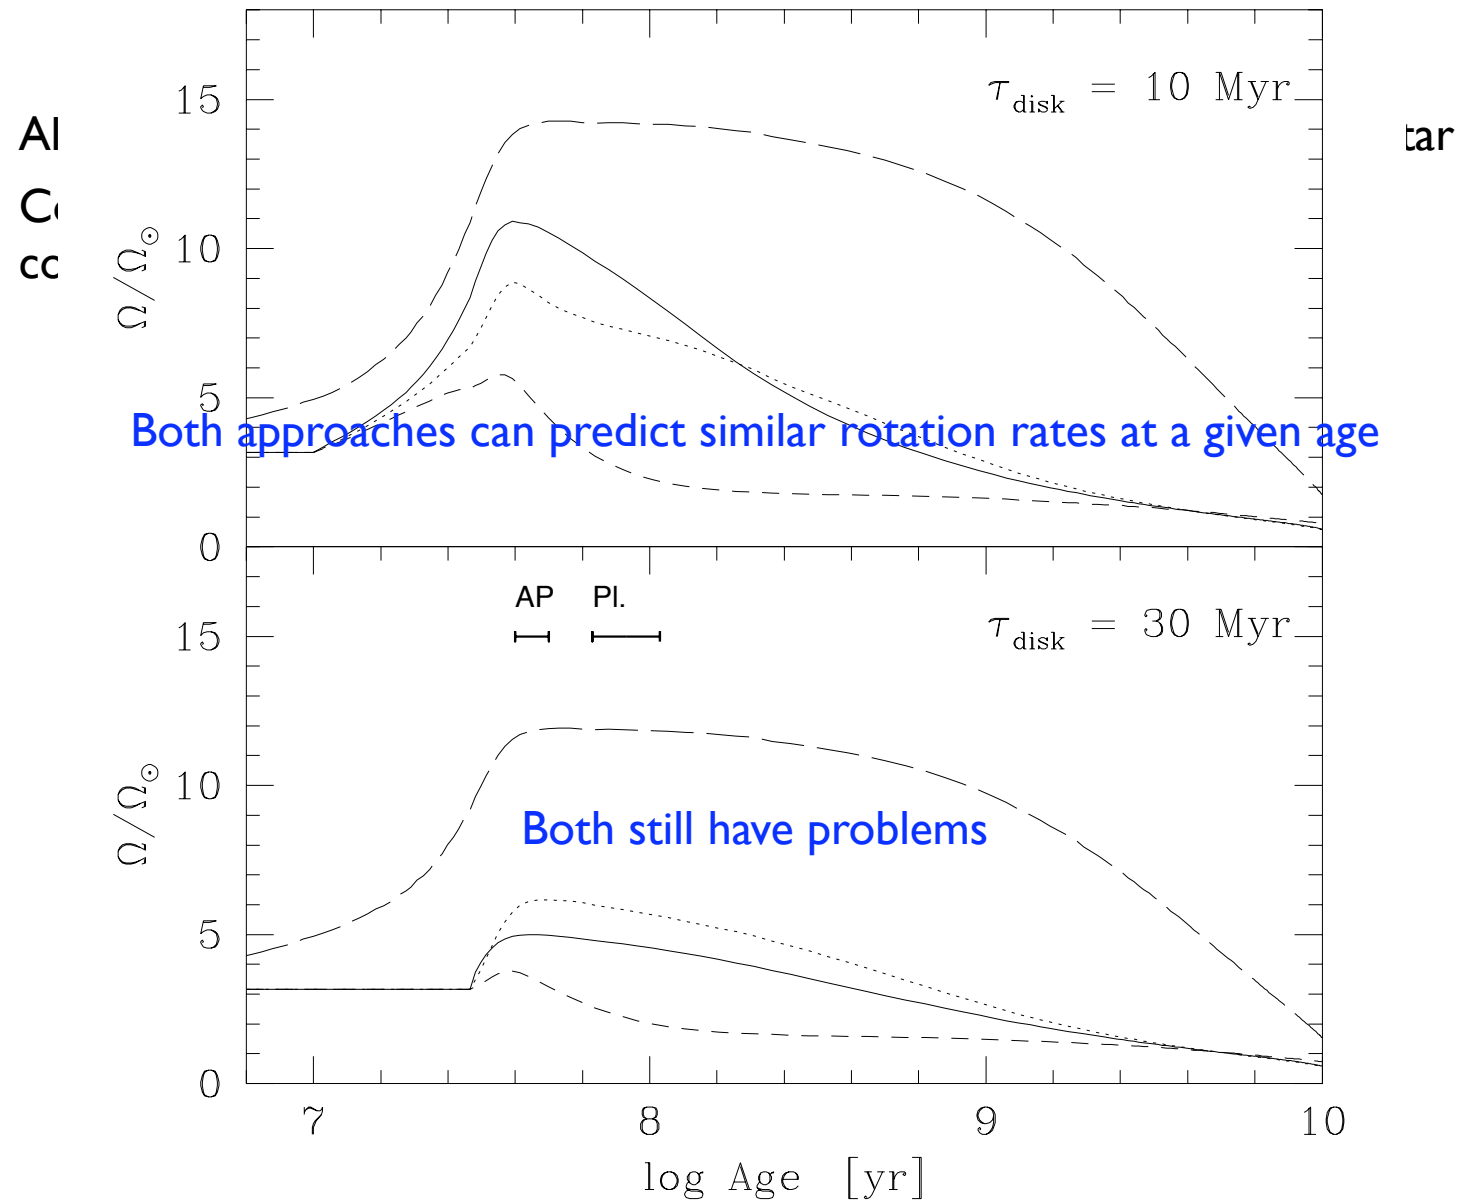 15
τdisk = 10 Myr
tar
10
Ω/Ω☉
5
Both approaches can predict similar rotation rates at a given age
0
AP Pl.
15
τdisk = 30 Myr
10
Ω/Ω☉
Both still have problems
5
0
7 8 9 10
log Age [yr]